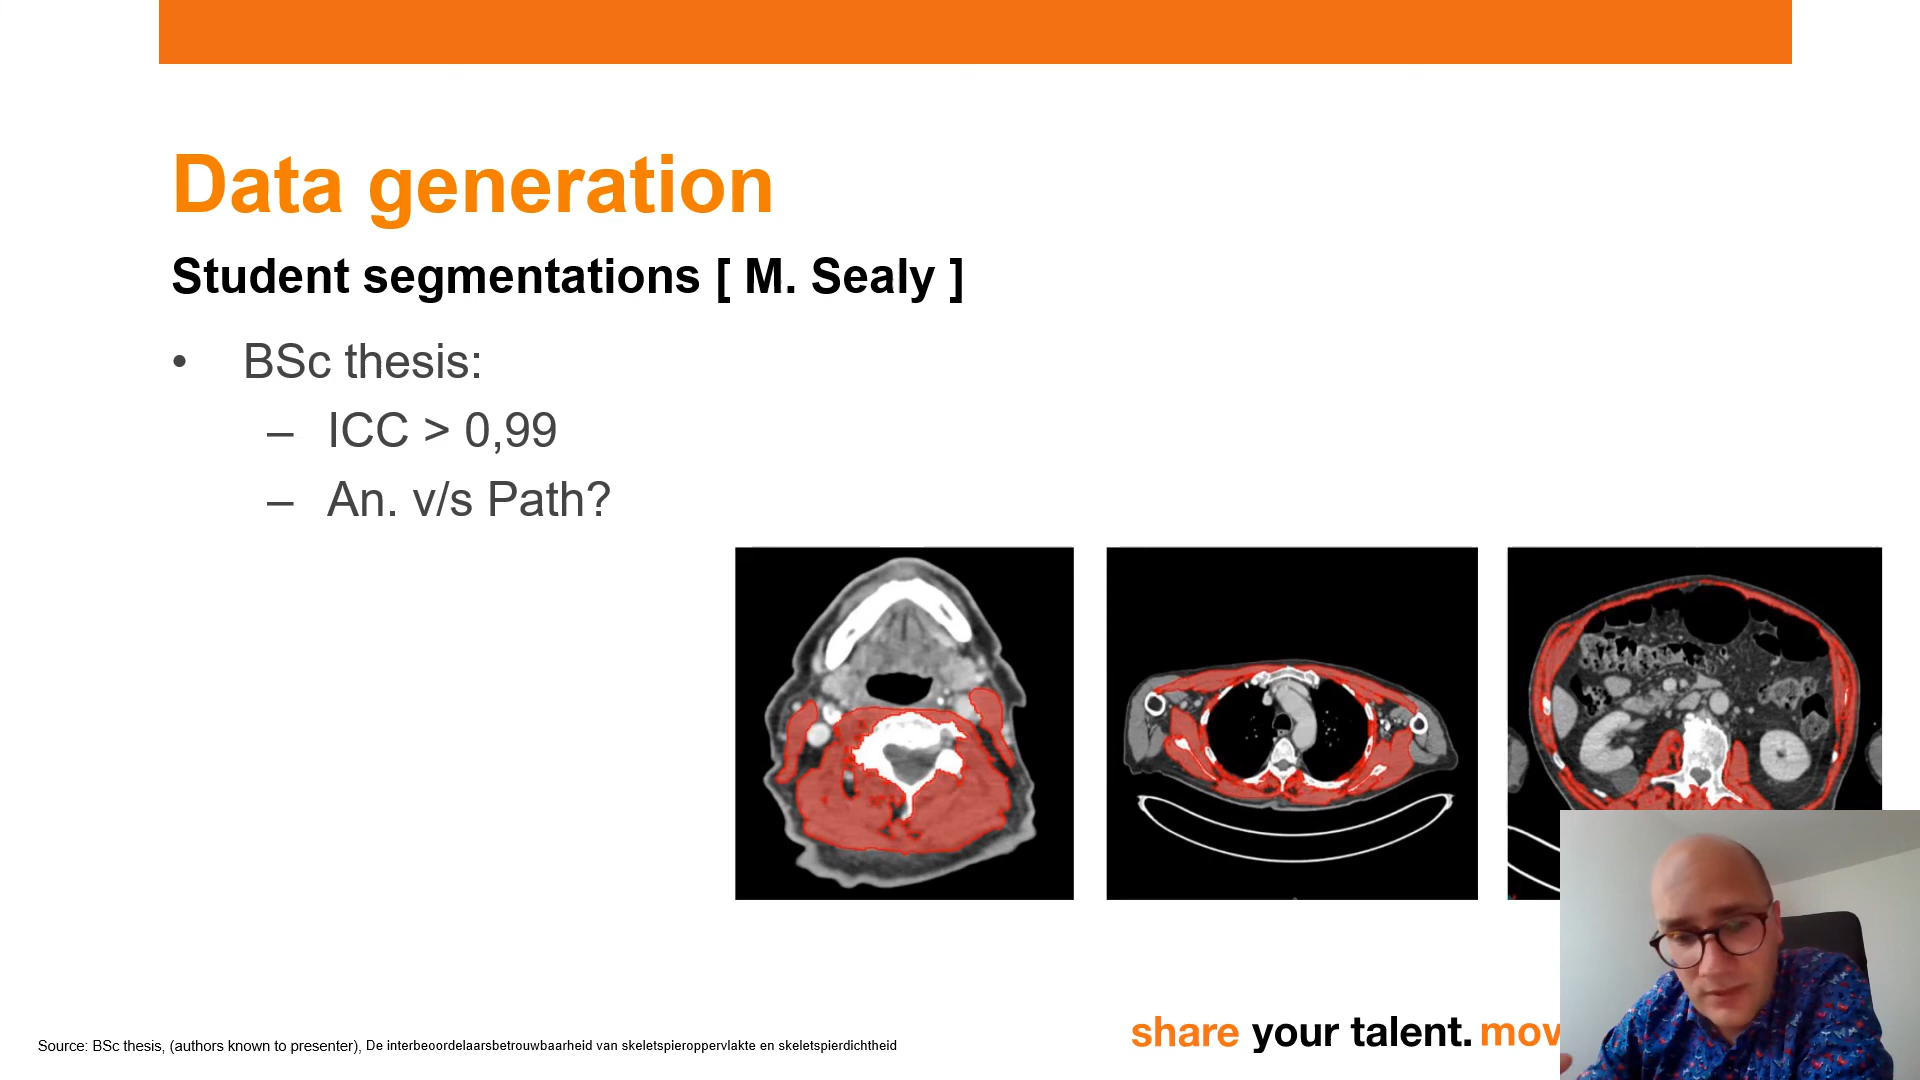 Data generation
Student segmentations [ M. Sealy ]
• BSc thesis:
– ICC > 0,99
– An. v/s Path?
share your talent. mov
Source: BSc thesis, (authors known to presenter), De interbeoordelaarsbetrouwbaarheid van skeletspieroppervlakte en skeletspierdichtheid